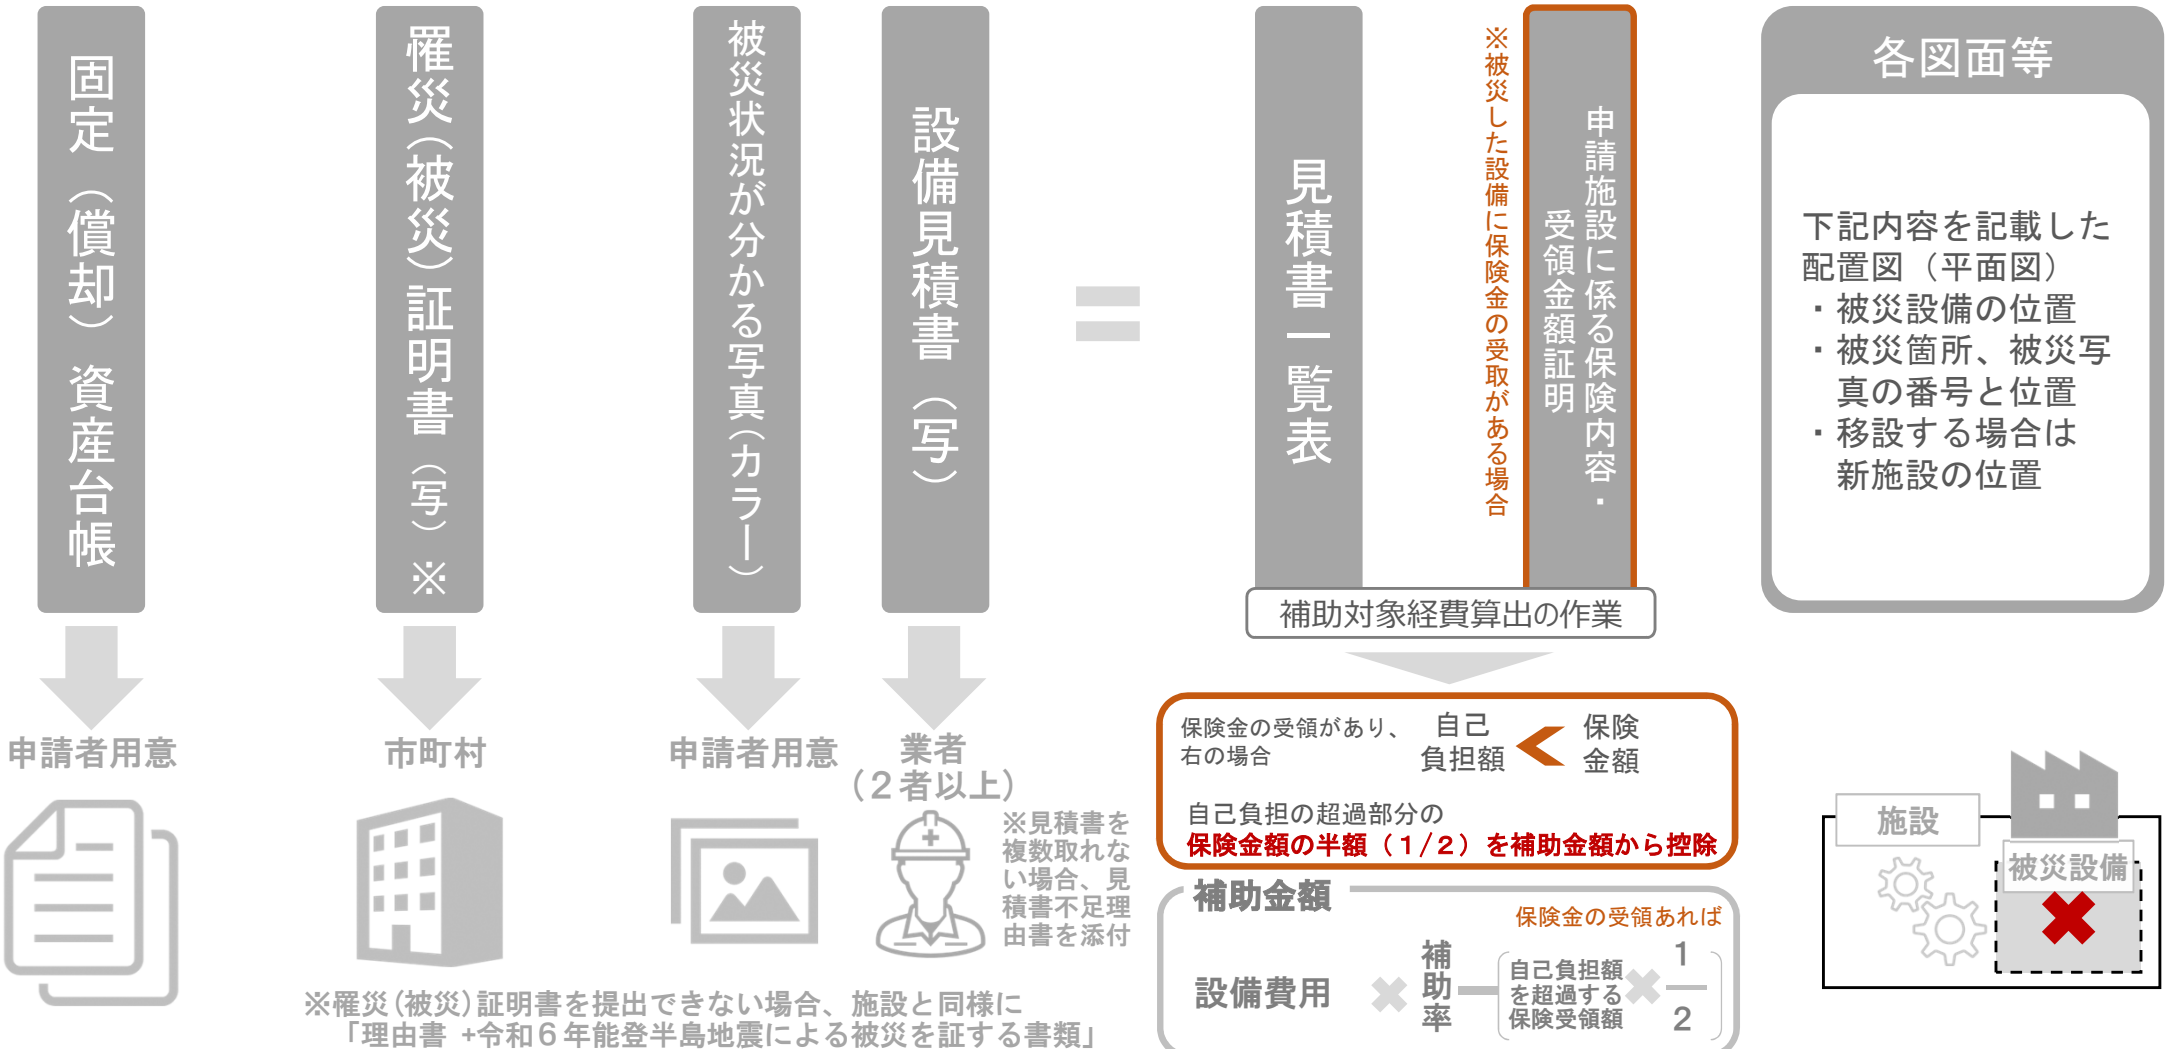 固定（償却）資産台帳
罹災（被災）証明書（写）※
被災状況が分かる写真（カラー）
設備見積書（写）
＝
見積書一覧表
※被災した設備に保険金の受取がある場合
申請施設に係る保険内容・
受領金額証明
各図面等
下記内容を記載した
配置図（平面図）
・被災設備の位置
・被災箇所、被災写
真の番号と位置
・移設する場合は
新施設の位置
補助対象経費算出の作業
申請者用意
市町村
申請者用意
業者
（２者以上）
※見積書を
複数取れな
い場合、見
積書不足理
由書を添付
※罹災（被災）証明書を提出できない場合、施設と同様に
「理由書 +令和６年能登半島地震による被災を証する書類」
保険金の受領があり、
右の場合
自己
負担額
＜
保険
金額
自己負担の超過部分の
保険金額の半額（１/２）を補助金額から控除
補助金額
保険金の受領あれば
設備費用
×
補助率
ー
自己負担額
を超過する
保険受領額
×
1
2
施設
被災設備